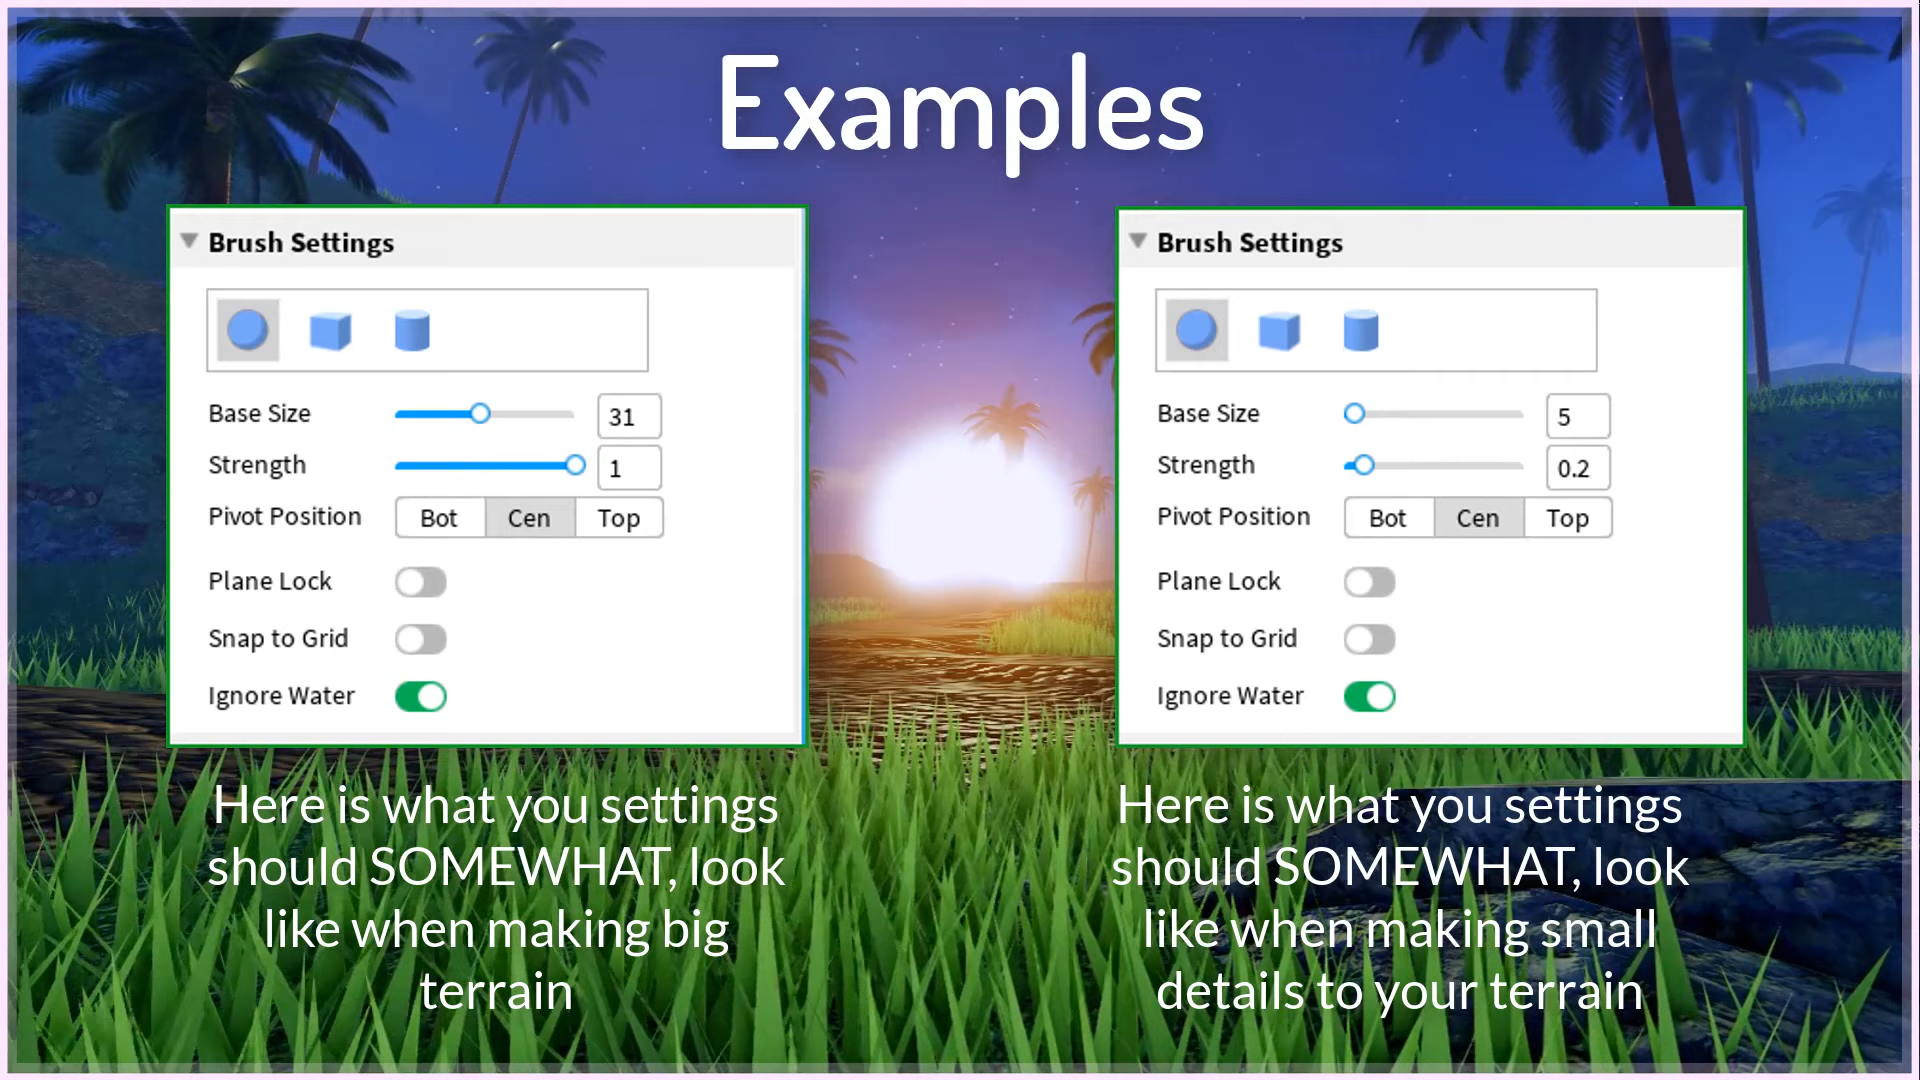 Examples
Brush Settings
Base Size 31
Strength 1
Pivot Position Bot Cen Top
Plane Lock
Snap to Grid
Ignore Water
Here is what you settings
should SOMEWHAT, look
like when making big
terrain
Brush Settings
Base Size 5
Strength 0.2
Pivot Position Bot Cen Top
Plane Lock
Snap to Grid
Ignore Water
Here is what you settings
should SOMEWHAT, look
like when making small
details to your terrain